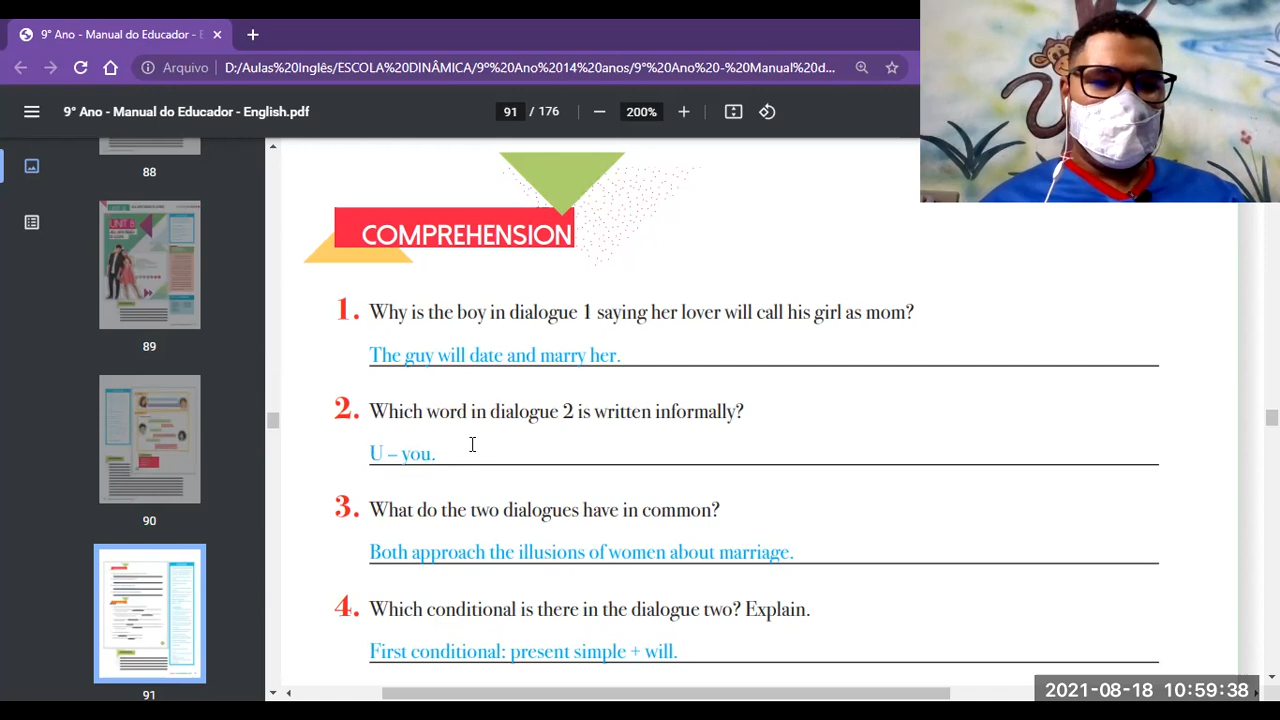 9° Ano - Manual do Educador - E
Arquivo
D:/Aulas%20Inglês/ESCOLA%20DINÂMICA/9º%20Ano%2014%20anos/9°%20Ano%20-%20Manual%20d...
9° Ano - Manual do Educador - English.pdf
91 / 176
200%
88
89
90
91
COMPREHENSION
1. Why is the boy in dialogue 1 saying her lover will call his girl as mom?
The guy will date and marry her.
2. Which word in dialogue 2 is written informally?
U – you.
3. What do the two dialogues have in common?
Both approach the illusions of women about marriage.
4. Which conditional is there in the dialogue two? Explain.
First conditional: present simple + will.
2021-08-18 10:59:38